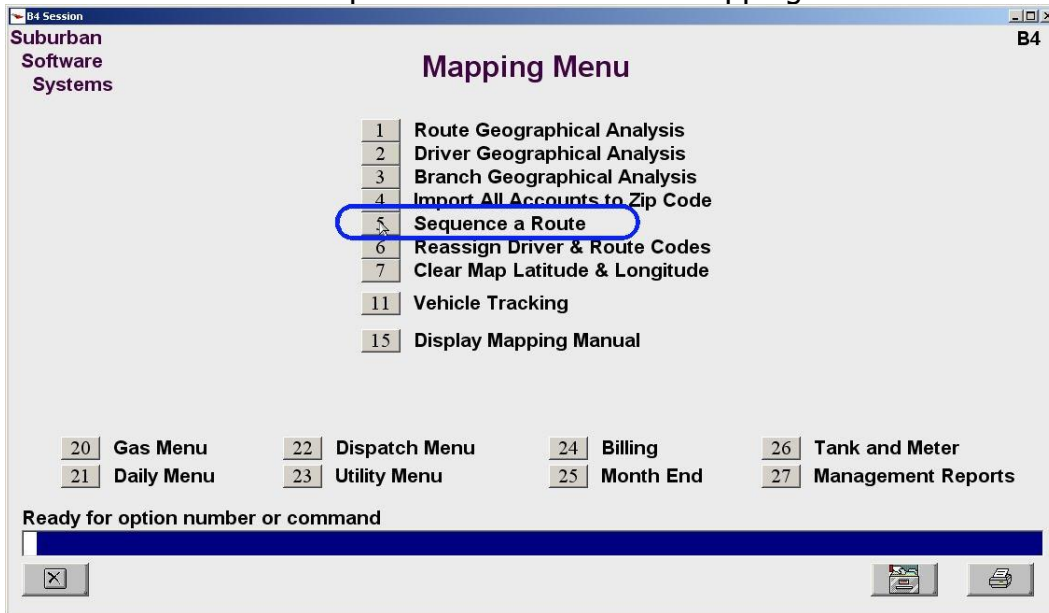 B4 Session
Suburban
Software
Systems
B4
Mapping Menu
1 Route Geographical Analysis
2 Driver Geographical Analysis
3 Branch Geographical Analysis
4 Import All Accounts to Zip Code
5 Sequence a Route
6 Reassign Driver & Route Codes
7 Clear Map Latitude & Longitude
11 Vehicle Tracking
15 Display Mapping Manual
20 Gas Menu 22 Dispatch Menu 24 Billing 26 Tank and Meter
21 Daily Menu 23 Utility Menu 25 Month End 27 Management Reports
Ready for option number or command